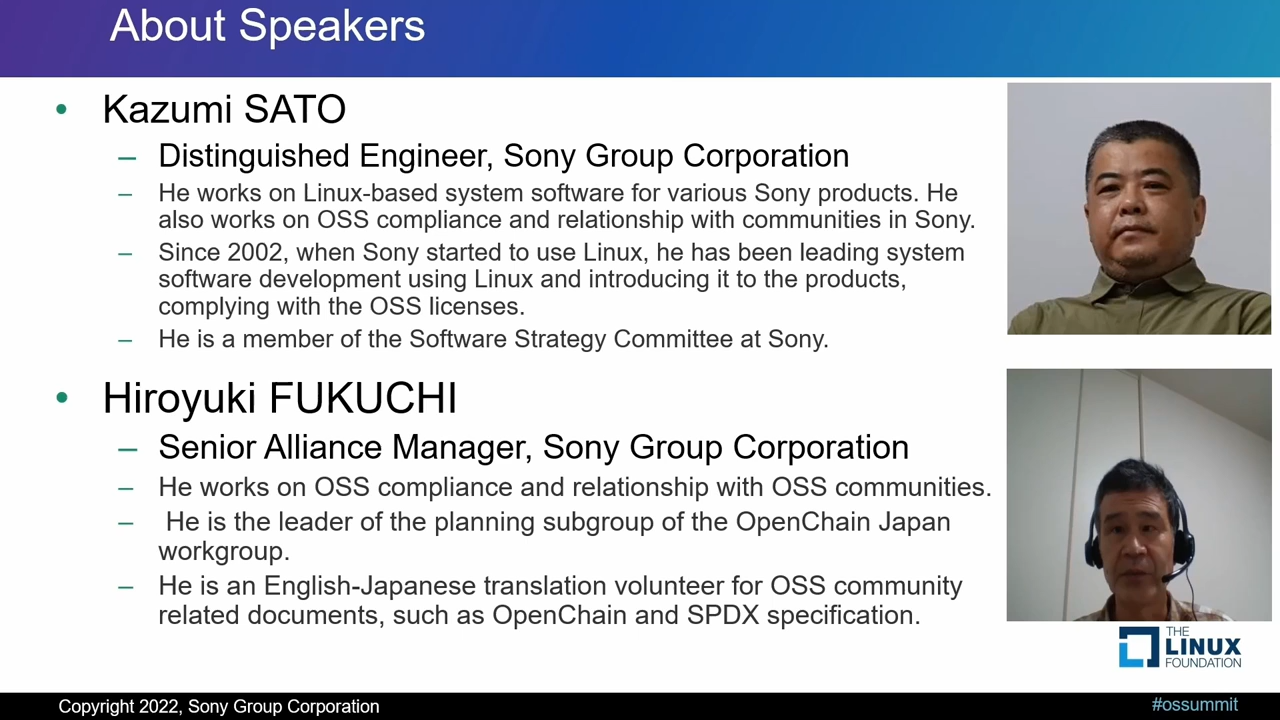 About Speakers
• Kazumi SATO
– Distinguished Engineer, Sony Group Corporation
– He works on Linux-based system software for various Sony products. He
also works on OSS compliance and relationship with communities in Sony.
– Since 2002, when Sony started to use Linux, he has been leading system
software development using Linux and introducing it to the products,
complying with the OSS licenses.
– He is a member of the Software Strategy Committee at Sony.
• Hiroyuki FUKUCHI
– Senior Alliance Manager, Sony Group Corporation
– He works on OSS compliance and relationship with OSS communities.
– He is the leader of the planning subgroup of the OpenChain Japan
workgroup.
– He is an English-Japanese translation volunteer for OSS community
related documents, such as OpenChain and SPDX specification.
THE
LINUX
FOUNDATION
Copyright 2022, Sony Group Corporation
#ossummit